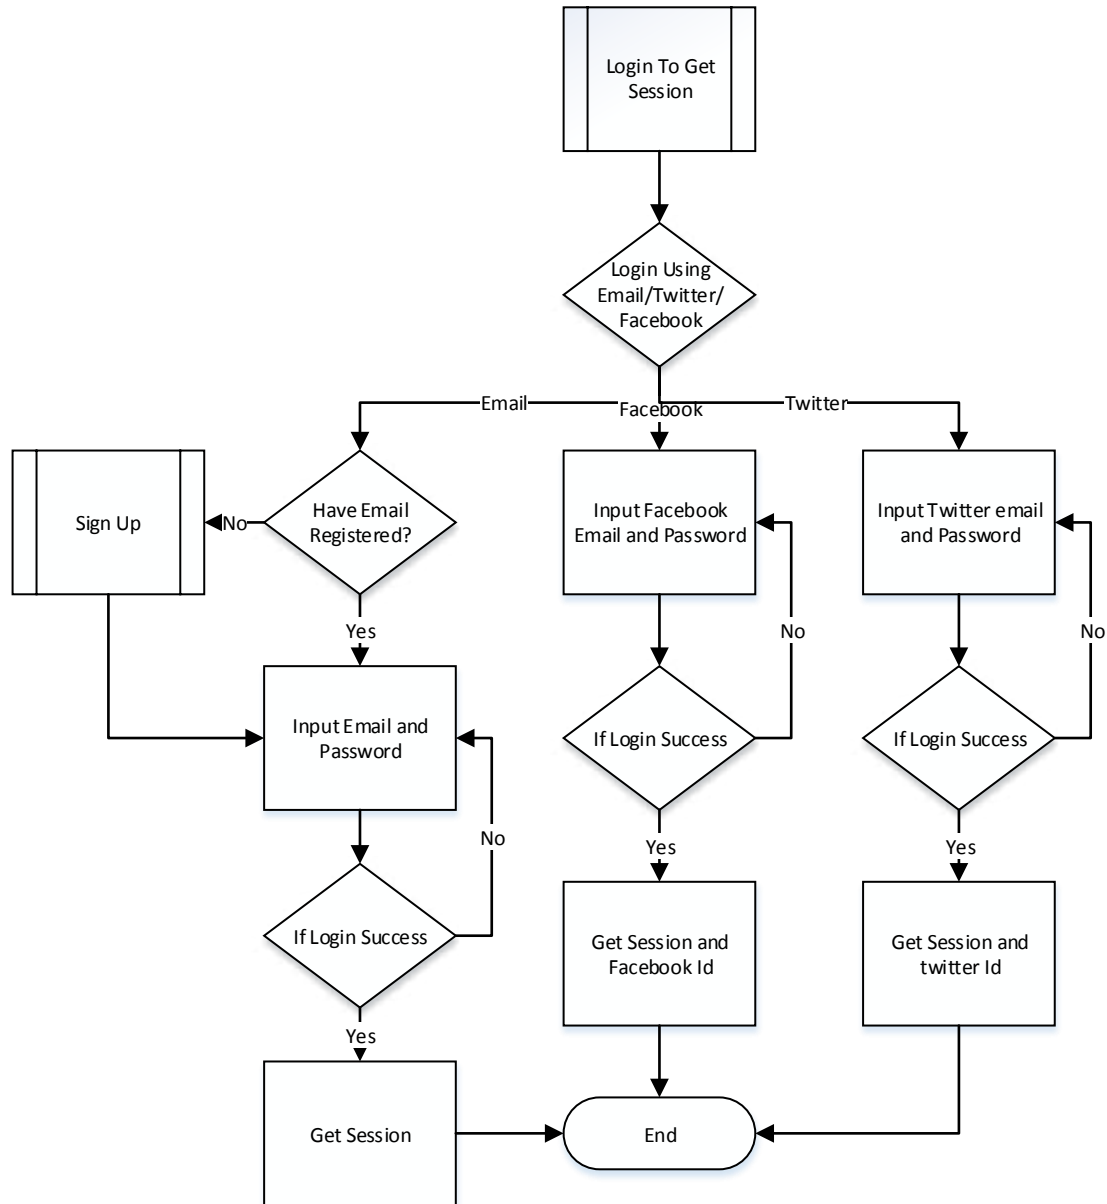 Login To Get
Session
Login Using
Email/Twitter/
Facebook
Email
Facebook
Twitter
Sign Up
No
Have Email
Registered?
Input Facebook
Email and Password
Input Twitter email
and Password
Yes
No
No
Input Email and
Password
If Login Success
If Login Success
No
Yes
Yes
If Login Success
Get Session and
Facebook Id
Get Session and
twitter Id
Yes
Get Session
End